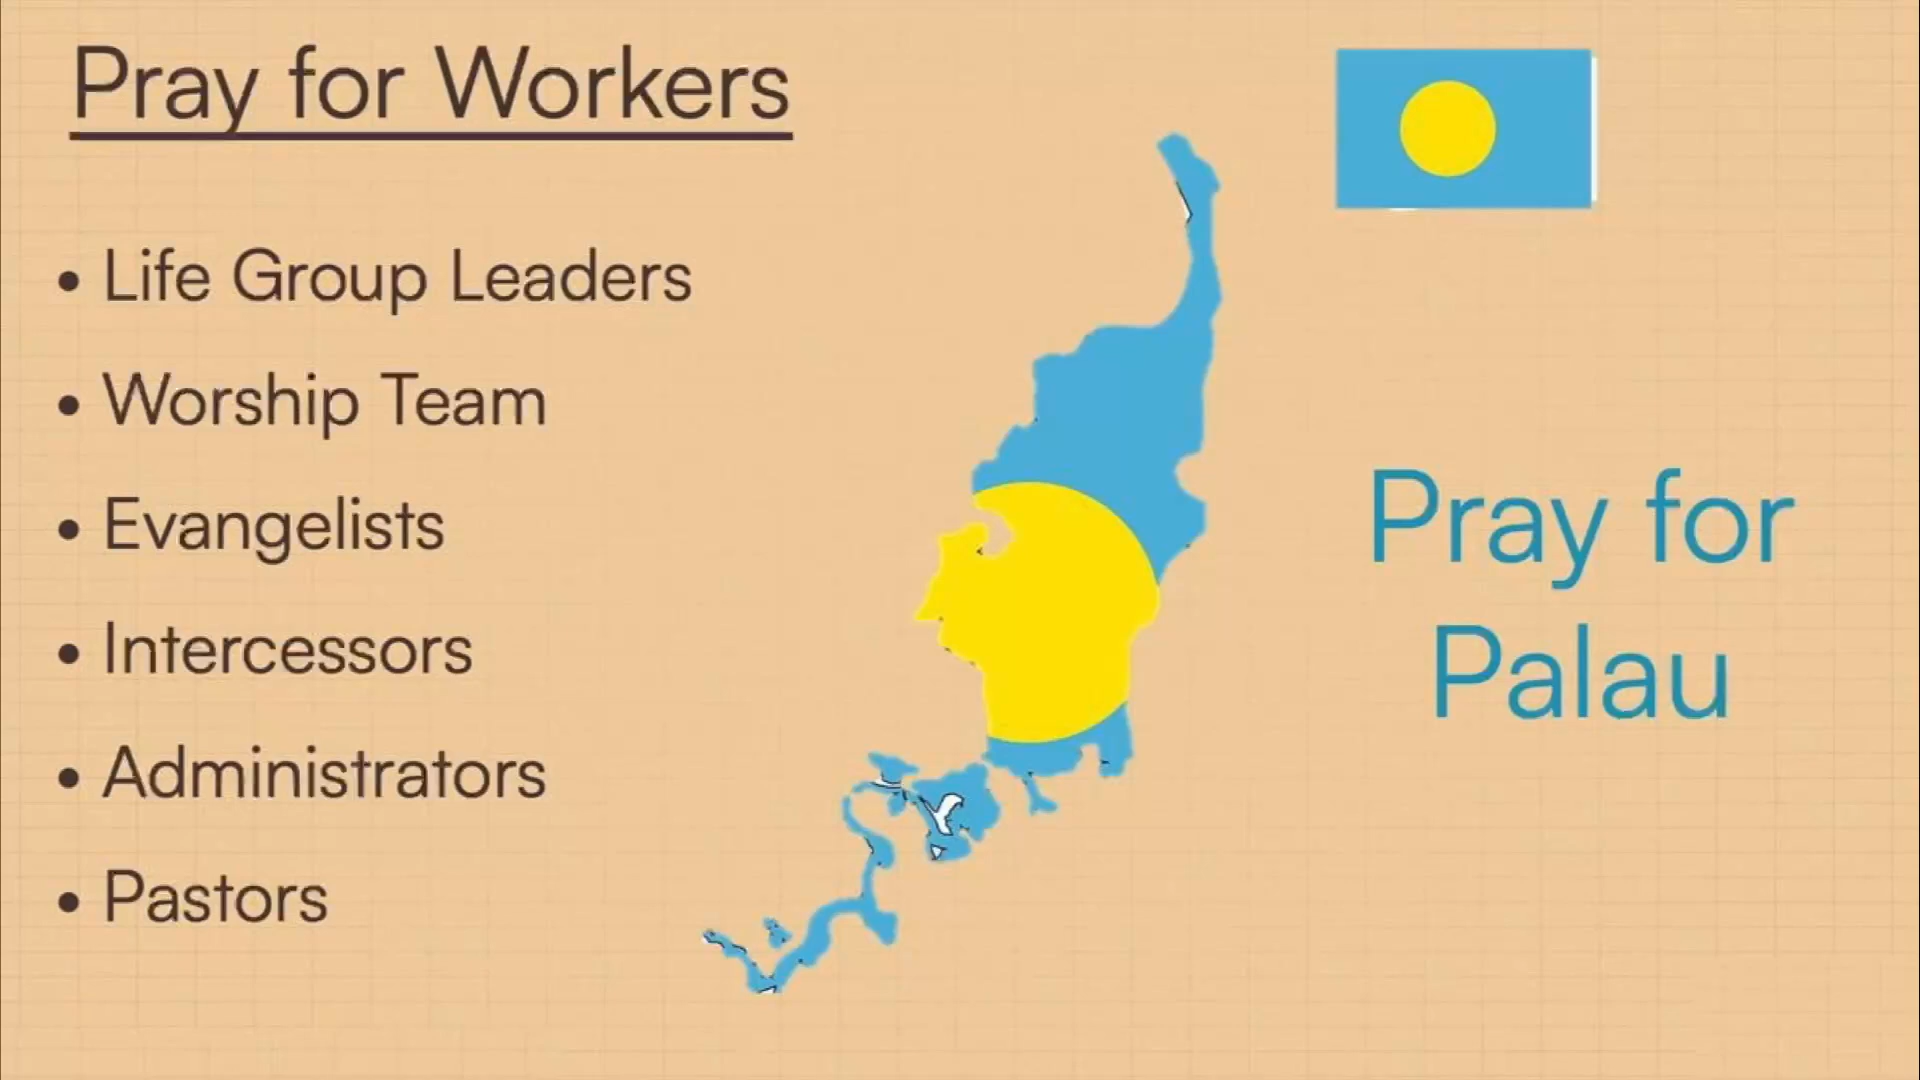 Pray for Workers
• Life Group Leaders
• Worship Team
• Evangelists
• Intercessors
• Administrators
• Pastors
Pray for
Palau